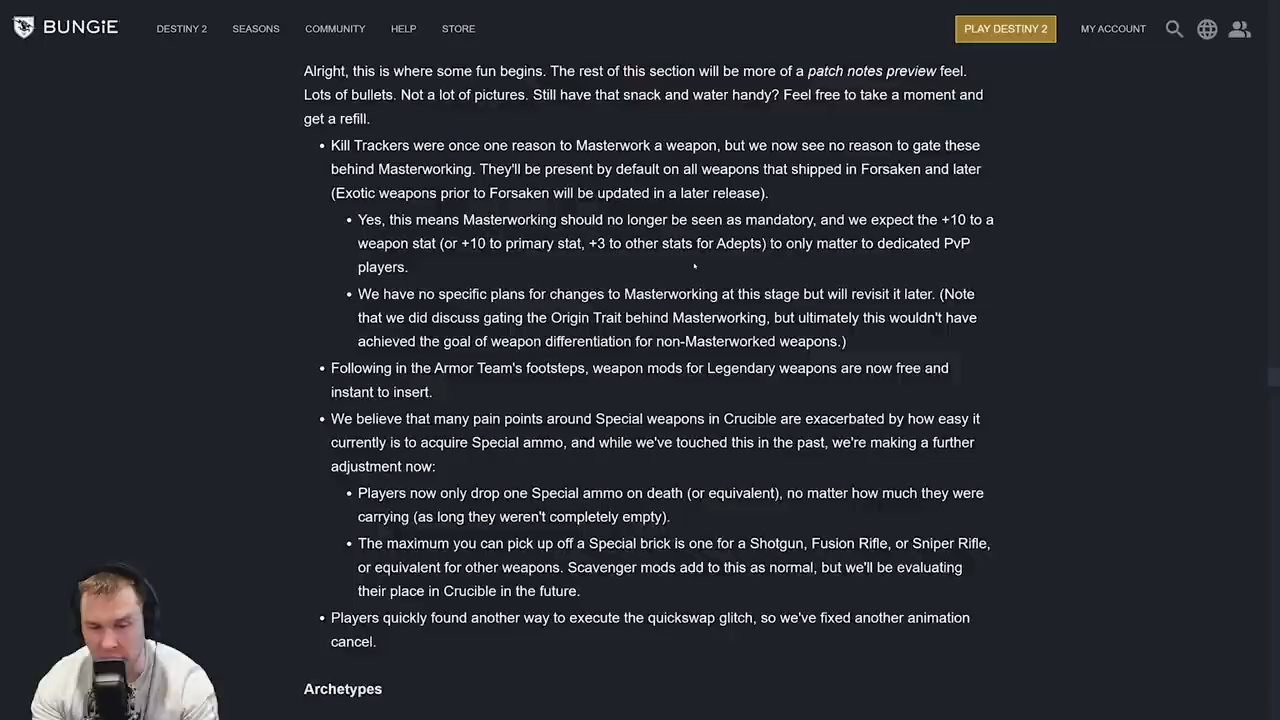 BUNGiE
DESTINY 2
SEASONS
COMMUNITY
HELP
STORE
PLAY DESTINY 2
MY ACCOUNT
Alright, this is where some fun begins. The rest of this section will be more of a patch notes preview feel.
Lots of bullets. Not a lot of pictures. Still have that snack and water handy? Feel free to take a moment and
get a refill.
• Kill Trackers were once one reason to Masterwork a weapon, but we now see no reason to gate these
behind Masterworking. They'll be present by default on all weapons that shipped in Forsaken and later
(Exotic weapons prior to Forsaken will be updated in a later release).
• Yes, this means Masterworking should no longer be seen as mandatory, and we expect the +10 to a
weapon stat (or +10 to primary stat, +3 to other stats for Adepts) to only matter to dedicated PvP
players.
• We have no specific plans for changes to Masterworking at this stage but will revisit it later. (Note
that we did discuss gating the Origin Trait behind Masterworking, but ultimately this wouldn't have
achieved the goal of weapon differentiation for non-Masterworked weapons.)
• Following in the Armor Team's footsteps, weapon mods for Legendary weapons are now free and
instant to insert.
• We believe that many pain points around Special weapons in Crucible are exacerbated by how easy it
currently is to acquire Special ammo, and while we've touched this in the past, we're making a further
adjustment now:
• Players now only drop one Special ammo on death (or equivalent), no matter how much they were
carrying (as long they weren't completely empty).
• The maximum you can pick up off a Special brick is one for a Shotgun, Fusion Rifle, or Sniper Rifle,
or equivalent for other weapons. Scavenger mods add to this as normal, but we'll be evaluating
their place in Crucible in the future.
• Players quickly found another way to execute the quickswap glitch, so we've fixed another animation
cancel.
Archetypes